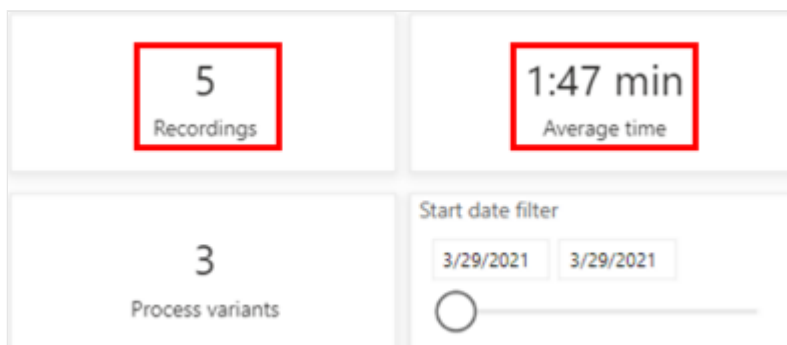 5
Recordings
1:47 min
Average time
3
Process variants
Start date filter
3/29/2021 3/29/2021